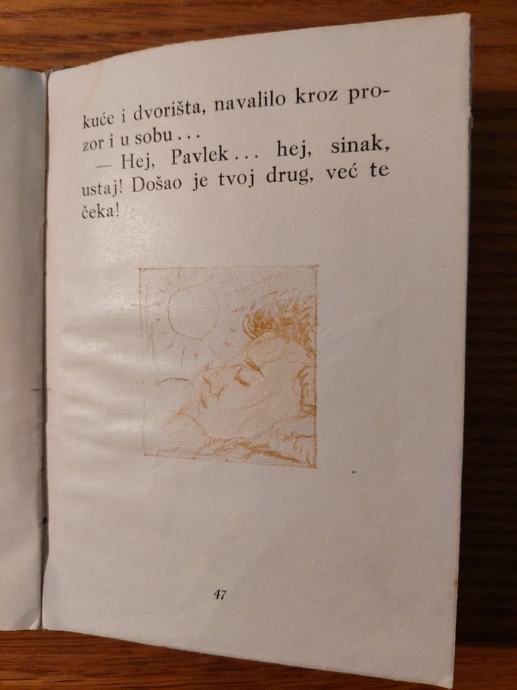 kuće i dvorišta, navalilo kroz pro-
zor i u sobu...
— Hej, Pavlek... hej, sinak,
ustaj! Došao je tvoj drug, već te
čeka!
47